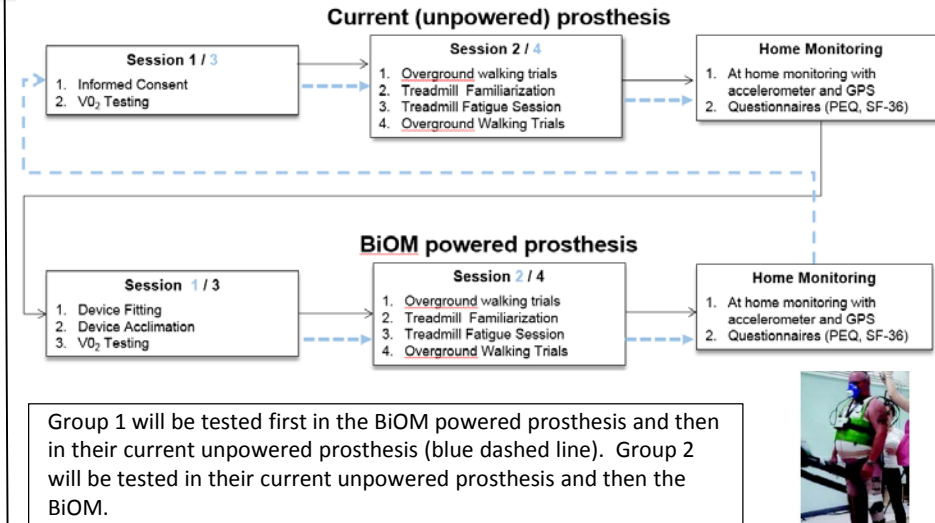 Current (unpowered) prosthesis
Session 1 / 3
1. Informed Consent
2. V0₂ Testing
Session 2 / 4
1. Overground walking trials
2. Treadmill Familiarization
3. Treadmill Fatigue Session
4. Overground Walking Trials
Home Monitoring
1. At home monitoring with
accelerometer and GPS
2. Questionnaires (PEQ, SF-36)
BiOM powered prosthesis
Session 1 / 3
1. Device Fitting
2. Device Acclimation
3. V0₂ Testing
Session 2 / 4
1. Overground walking trials
2. Treadmill Familiarization
3. Treadmill Fatigue Session
4. Overground Walking Trials
Home Monitoring
1. At home monitoring with
accelerometer and GPS
2. Questionnaires (PEQ, SF-36)
Group 1 will be tested first in the BiOM powered prosthesis and then
in their current unpowered prosthesis (blue dashed line). Group 2
will be tested in their current unpowered prosthesis and then the
BiOM.